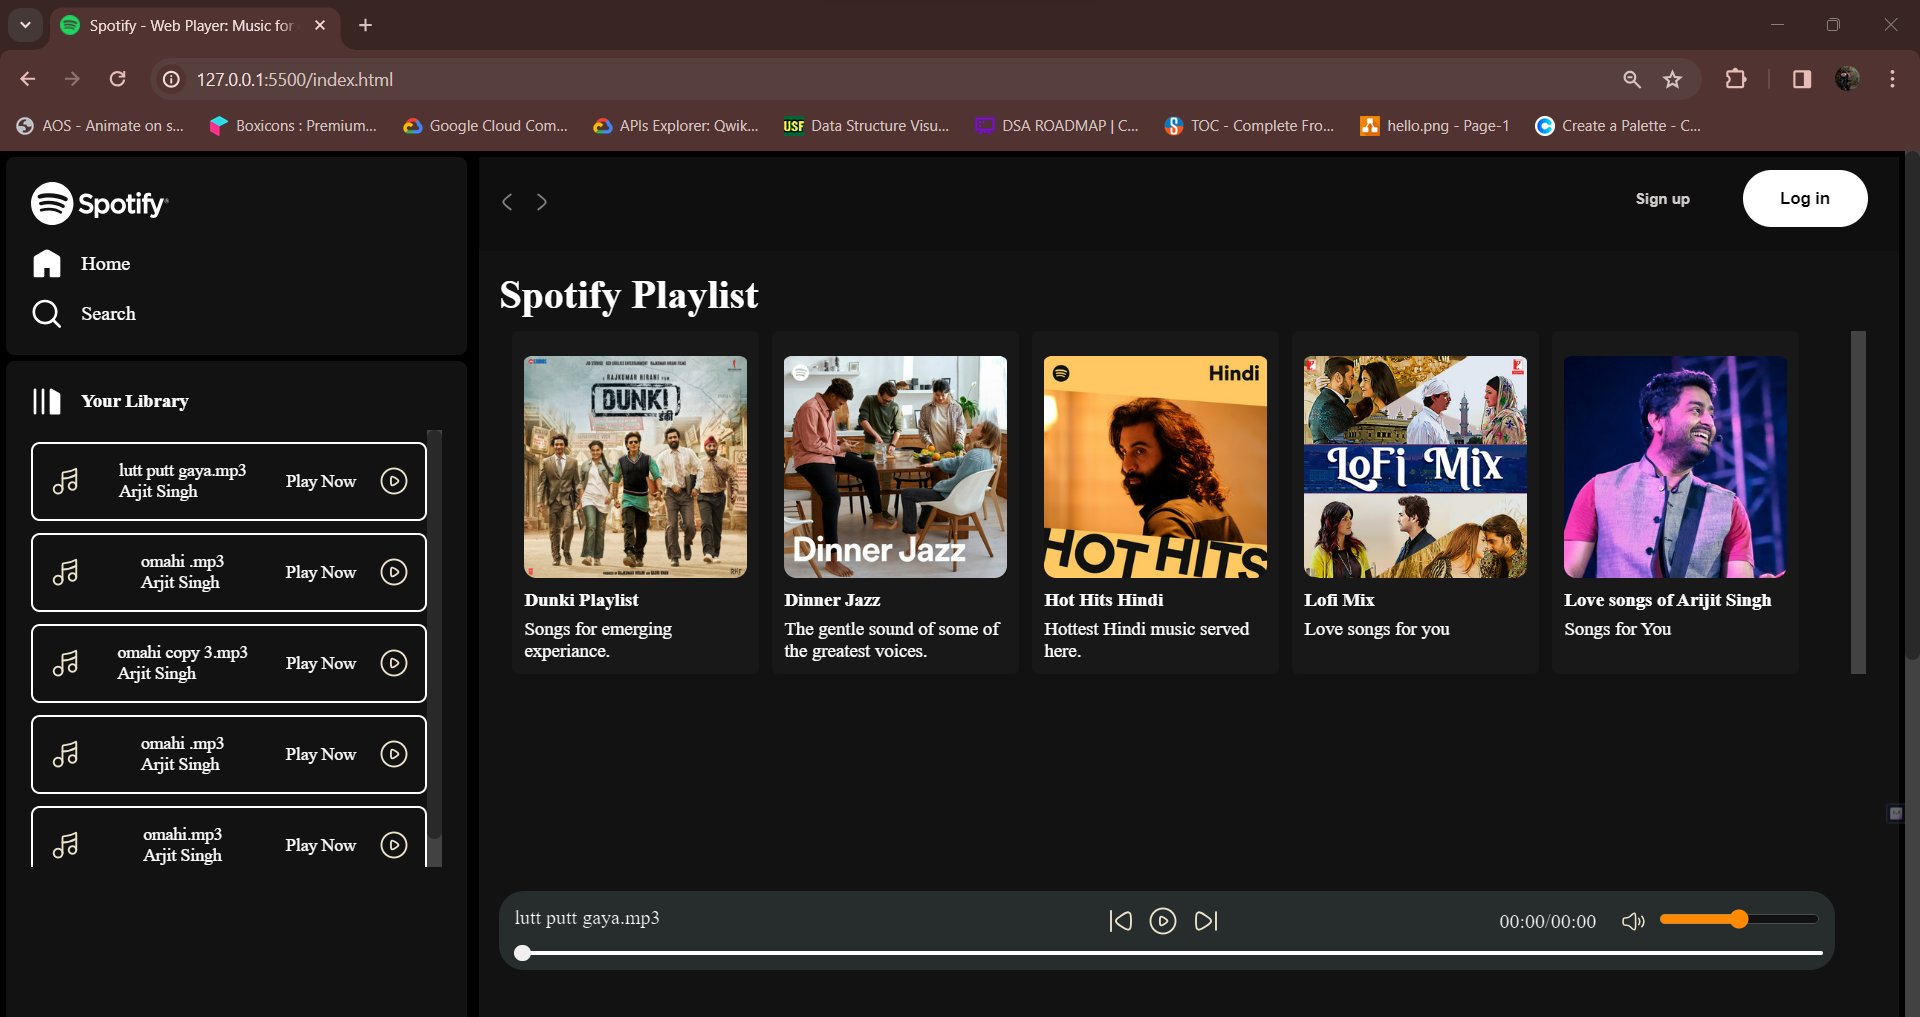 Spotify - Web Player: Music for
127.0.0.1:5500/index.html
AOS - Animate on s...
Boxicons : Premium...
Google Cloud Com...
APIs Explorer: Qwik...
USF Data Structure Visu...
DSA ROADMAP | C...
TOC - Complete Fro...
hello.png - Page-1
Create a Palette - C...
Spotify
Home
Search
Your Library
lutt putt gaya.mp3
Arjit Singh
Play Now
omahi .mp3
Arjit Singh
Play Now
omahi copy 3.mp3
Arjit Singh
Play Now
omahi .mp3
Arjit Singh
Play Now
omahi.mp3
Arjit Singh
Play Now
Sign up
Log in
Spotify Playlist
A RAJKUMAR HIRANI FILM
DUNKI
डंकी
Dunki Playlist
Songs for emerging
experiance.
Dinner Jazz
Dinner Jazz
The gentle sound of some of
the greatest voices.
Hindi
HOT HITS
Hot Hits Hindi
Hottest Hindi music served
here.
LoFi Mix
Lofi Mix
Love songs for you
Love songs of Arijit Singh
Songs for You
lutt putt gaya.mp3
00:00/00:00